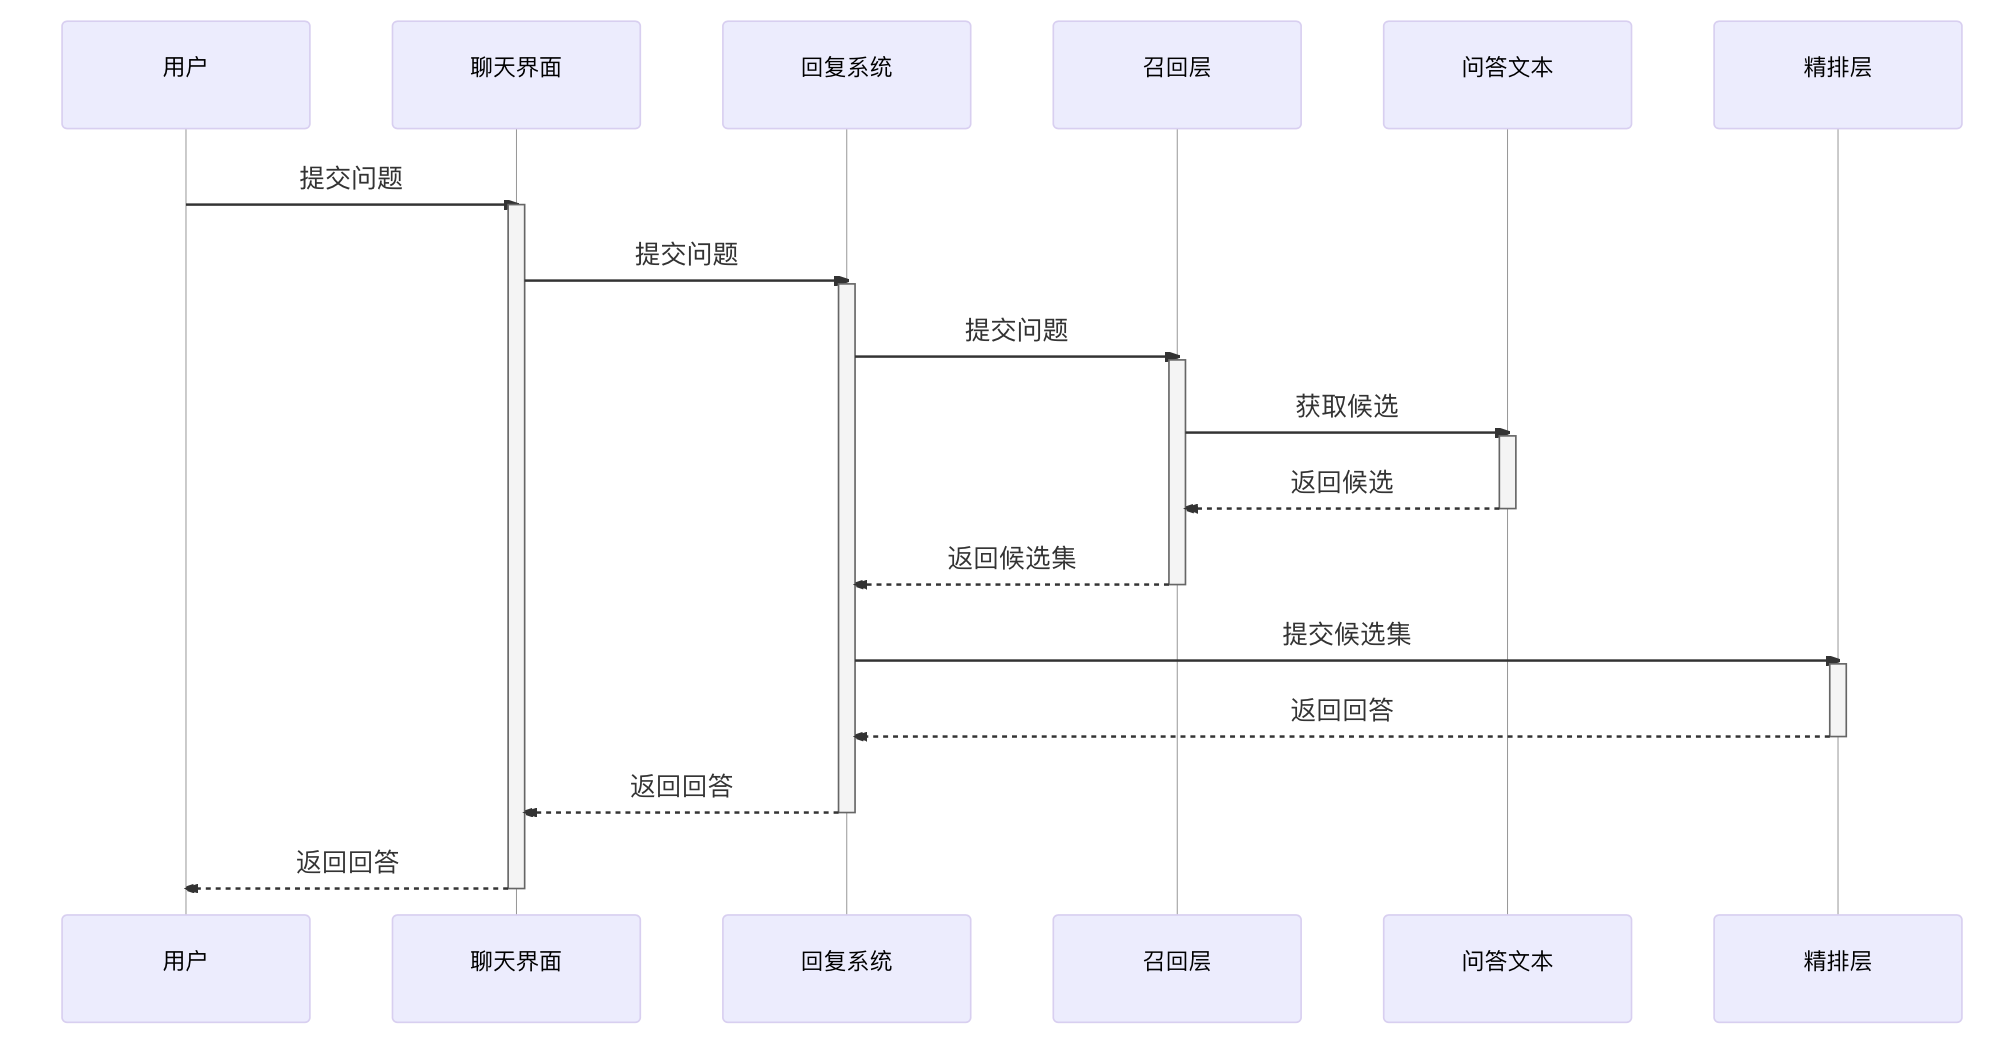 用户
聊天界面
回复系统
召回层
问答文本
精排层
提交问题
提交问题
提交问题
获取候选
返回候选
返回候选集
提交候选集
返回回答
返回回答
返回回答
用户
聊天界面
回复系统
召回层
问答文本
精排层